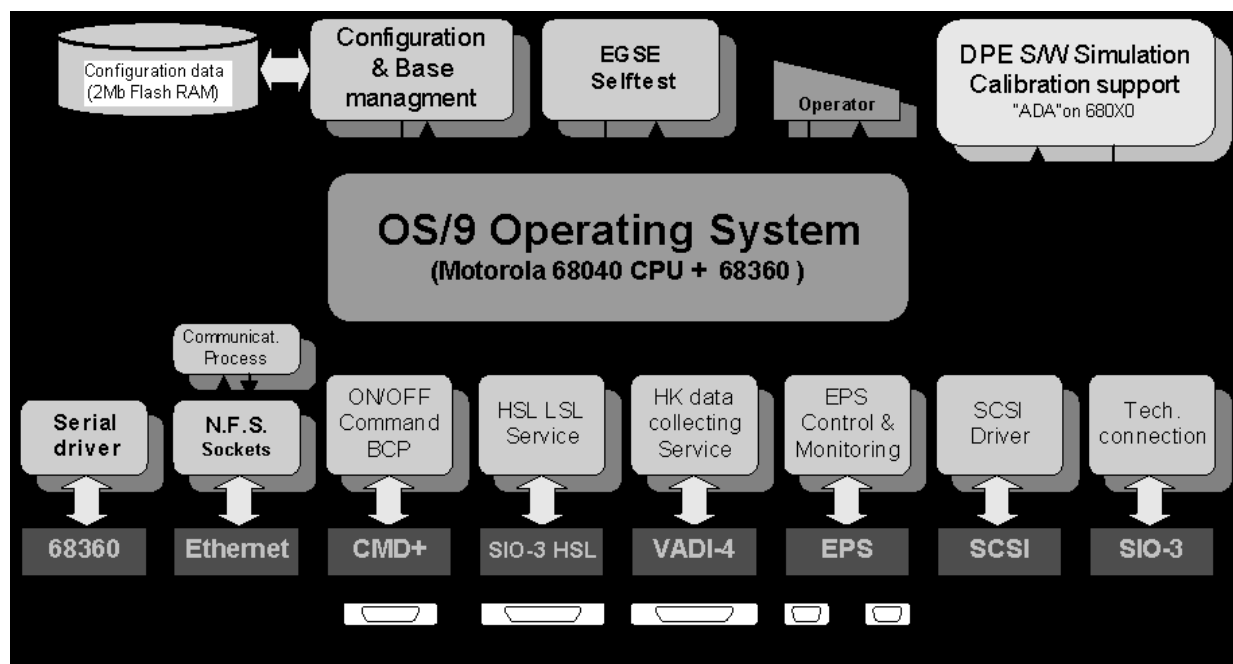 Configuration data
(2Mb Flash RAM)
Configuration
& Base
managment
EGSE
Selftest
Operator
DPE S/W Simulation
Calibration support
"ADA"on 680X0
OS/9 Operating System
(Motorola 68040 CPU + 68360 )
Communicat.
Process
Serial
driver
N.F.S.
Sockets
ON/OFF
Command
BCP
HSL LSL
Service
HK data
collecting
Service
EPS
Control &
Monitoring
SCSI
Driver
Tech.
connection
68360
Ethernet
CMD+
SIO-3 HSL
VADI-4
EPS
SCSI
SIO-3